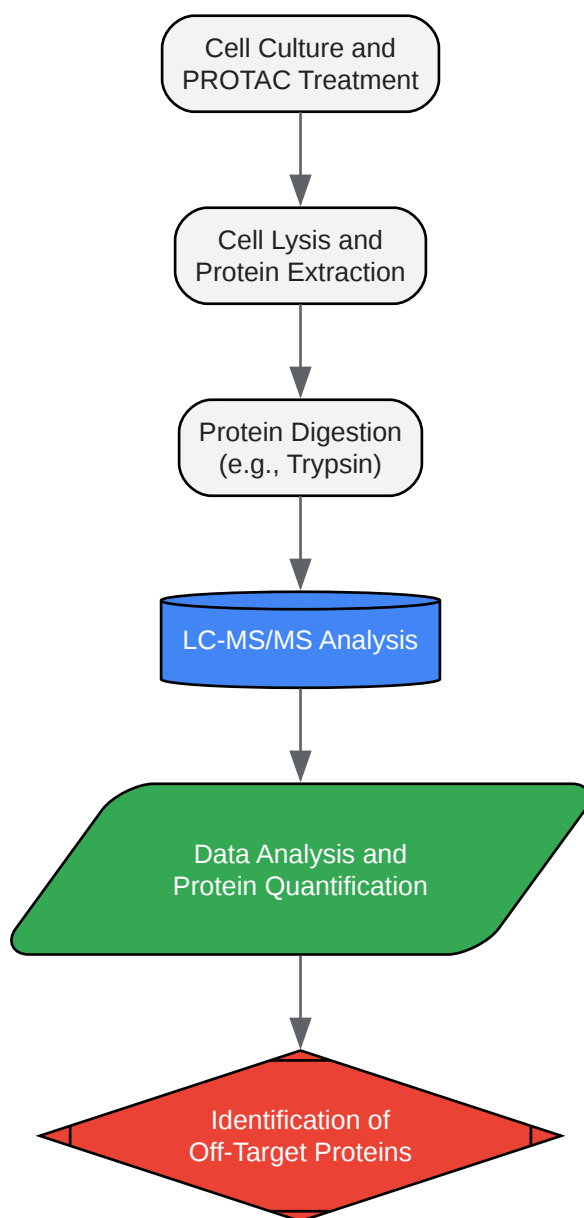 Cell Culture and
PROTAC Treatment
Cell Lysis and
Protein Extraction
Protein Digestion
(e.g., Trypsin)
LC-MS/MS Analysis
Data Analysis and
Protein Quantification
Identification of
Off-Target Proteins